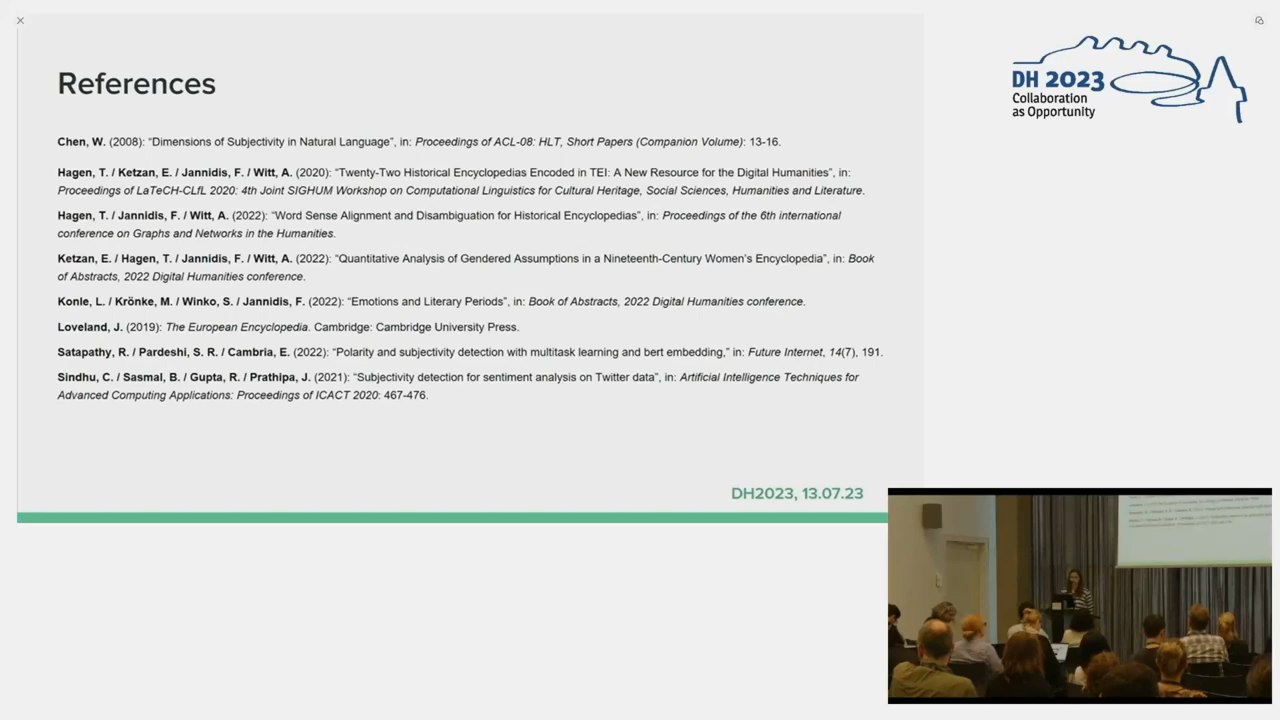 References
Chen, W. (2008): “Dimensions of Subjectivity in Natural Language”, in: Proceedings of ACL-08: HLT, Short Papers (Companion Volume): 13-16.
Hagen, T. / Ketzan, E. / Jannidis, F. / Witt, A. (2020): “Twenty-Two Historical Encyclopedias Encoded in TEI: A New Resource for the Digital Humanities”, in:
Proceedings of LaTeCH-CLfL 2020: 4th Joint SIGHUM Workshop on Computational Linguistics for Cultural Heritage, Social Sciences, Humanities and Literature.
Hagen, T. / Jannidis, F. / Witt, A. (2022): “Word Sense Alignment and Disambiguation for Historical Encyclopedias”, in: Proceedings of the 6th international
conference on Graphs and Networks in the Humanities.
Ketzan, E. / Hagen, T. / Jannidis, F. / Witt, A. (2022): “Quantitative Analysis of Gendered Assumptions in a Nineteenth-Century Women’s Encyclopedia”, in: Book
of Abstracts, 2022 Digital Humanities conference.
Konle, L. / Krönke, M. / Winko, S. / Jannidis, F. (2022): “Emotions and Literary Periods”, in: Book of Abstracts, 2022 Digital Humanities conference.
Loveland, J. (2019): The European Encyclopedia. Cambridge: Cambridge University Press.
Satapathy, R. / Pardeshi, S. R. / Cambria, E. (2022): “Polarity and subjectivity detection with multitask learning and bert embedding,” in: Future Internet, 14(7), 191.
Sindhu, C. / Sasmal, B. / Gupta, R. / Prathipa, J. (2021): “Subjectivity detection for sentiment analysis on Twitter data”, in: Artificial Intelligence Techniques for
Advanced Computing Applications: Proceedings of ICACT 2020: 467-476.
DH2023, 13.07.23
DH 2023
Collaboration
as Opportunity